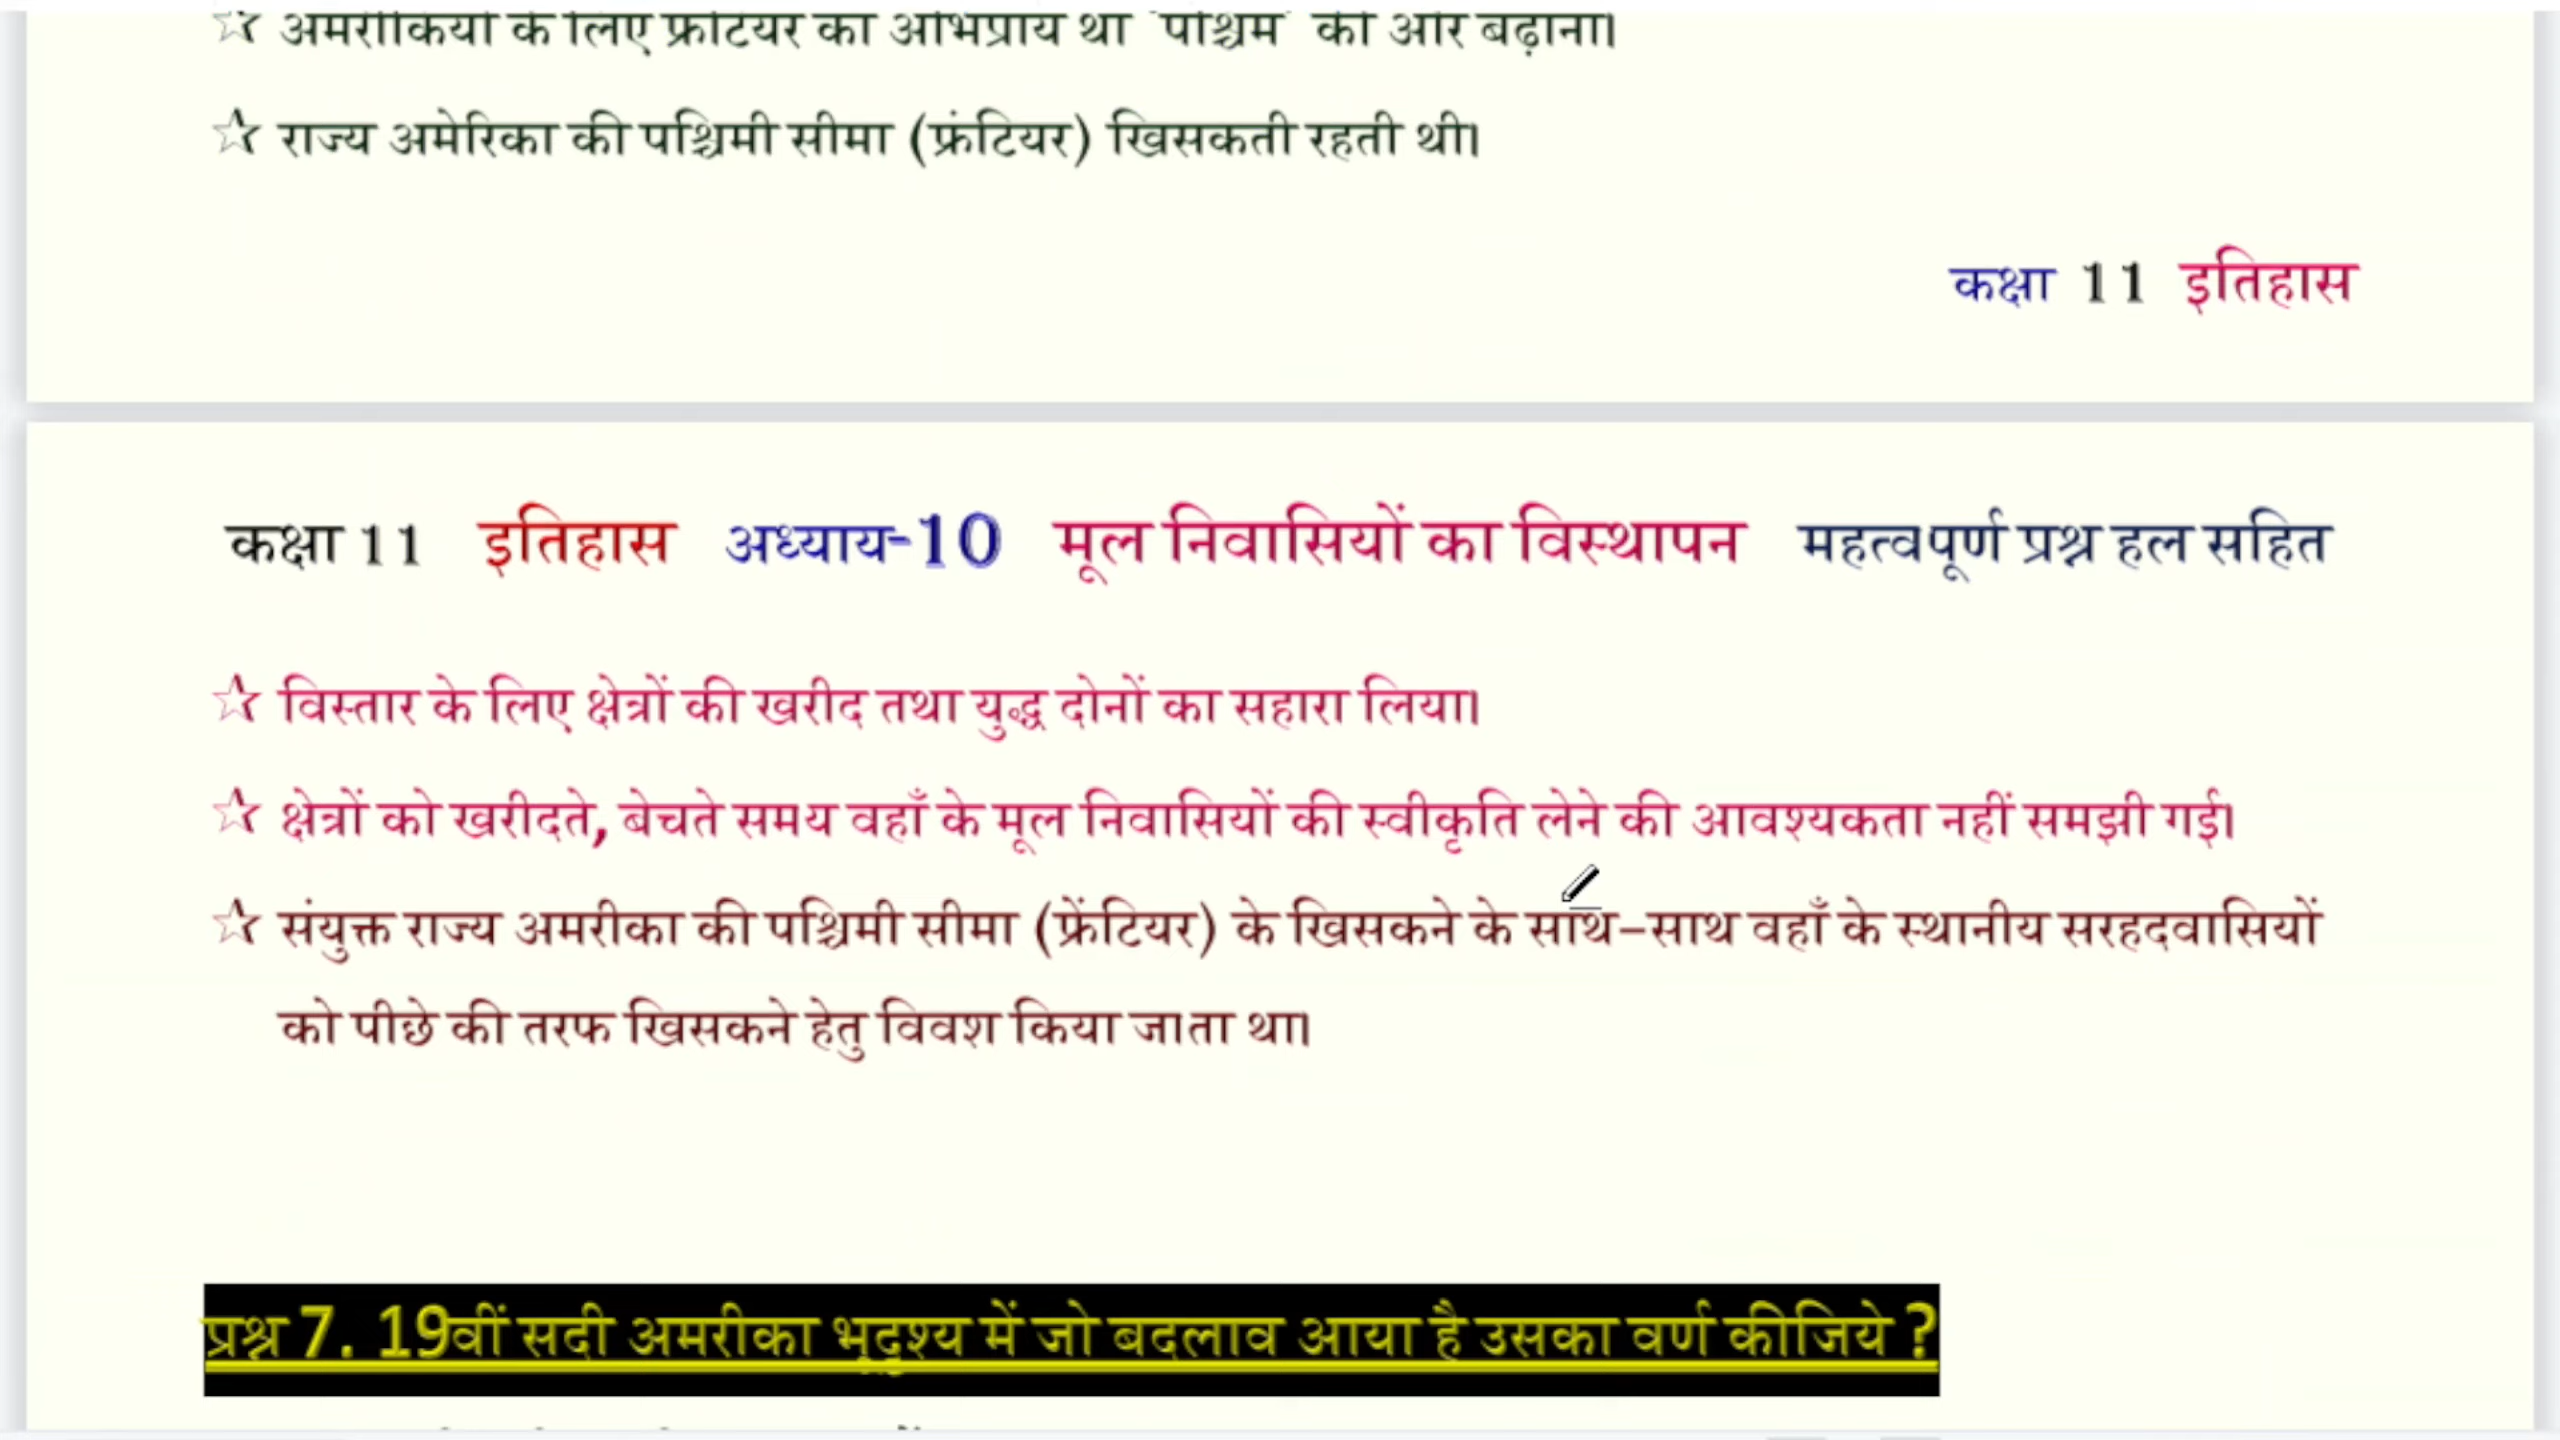 ☆ अमरीकियों के लिए फ्रंटियर का अभिप्राय था 'पश्चिम' की ओर बढ़ाना।
☆ राज्य अमेरिका की पश्चिमी सीमा (फ्रंटियर) खिसकती रहती थी।
कक्षा 11 इतिहास
कक्षा 11 इतिहास अध्याय-10 मूल निवासियों का विस्थापन महत्वपूर्ण प्रश्न हल सहित
☆ विस्तार के लिए क्षेत्रों की खरीद तथा युद्ध दोनों का सहारा लिया।
☆ क्षेत्रों को खरीदते, बेचते समय वहाँ के मूल निवासियों की स्वीकृति लेने की आवश्यकता नहीं समझी गई।
☆ संयुक्त राज्य अमरीका की पश्चिमी सीमा (फ्रेंटियर) के खिसकने के साथ–साथ वहाँ के स्थानीय सरहदवासियों
को पीछे की तरफ खिसकने हेतु विवश किया जाता था।
प्रश्न 7. 19वीं सदी अमरीका भूदृश्य में जो बदलाव आया है उसका वर्ण कीजिये ?